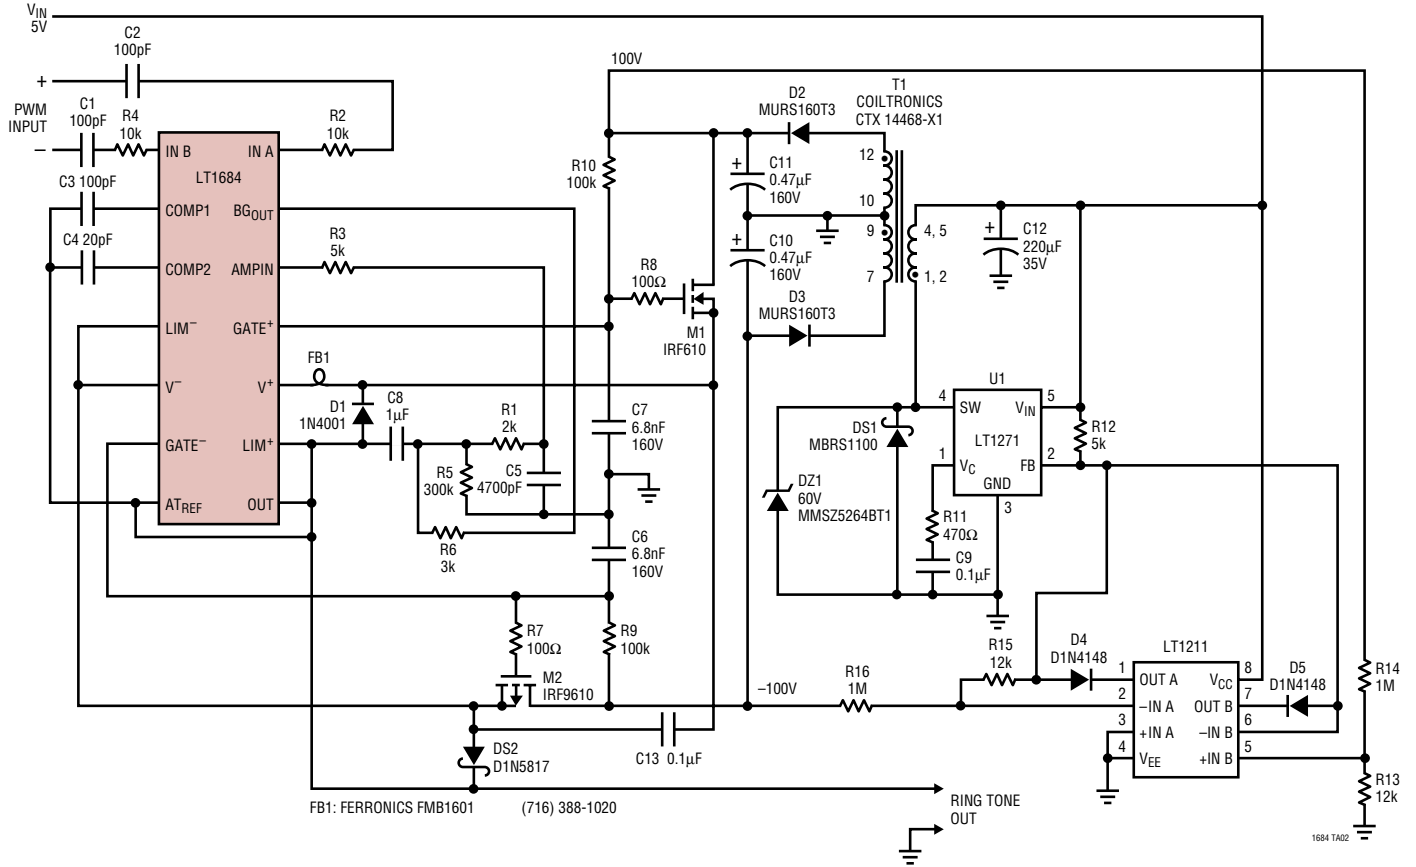 VIN
5V
C2
100pF
+
PWM
INPUT
–
C1
100pF
R4
10k
R2
10k
IN B
IN A
LT1684
C3 100pF
COMP1
BGOUT
C4 20pF
COMP2
AMPIN
R3
5k
LIM–
GATE+
V–
V+
FB1
D1
1N4001
C8
1µF
R1
2k
GATE–
LIM+
R5
300k
C5
4700pF
ATREF
OUT
R6
3k
100V
R10
100k
R8
100Ω
M1
IRF610
C7
6.8nF
160V
C6
6.8nF
160V
R7
100Ω
R9
100k
M2
IRF9610
DS2
D1N5817
C13 0.1µF
–100V
D2
MURS160T3
T1
COILTRONICS
CTX 14468-X1
+
C11
0.47µF
160V
+
C10
0.47µF
160V
D3
MURS160T3
12
10
9
7
4, 5
1, 2
+
C12
220µF
35V
U1
4
SW
VIN
5
LT1271
1
VC
FB
2
GND
3
DS1
MBRS1100
DZ1
60V
MMSZ5264BT1
R11
470Ω
C9
0.1µF
R12
5k
R16
1M
R15
12k
D4
D1N4148
LT1211
1
OUT A
VCC
8
2
–IN A
OUT B
7
3
+IN A
–IN B
6
4
VEE
+IN B
5
D5
D1N4148
R14
1M
R13
12k
FB1: FERRONICS FMB1601
(716) 388-1020
RING TONE
OUT
1684 TA02